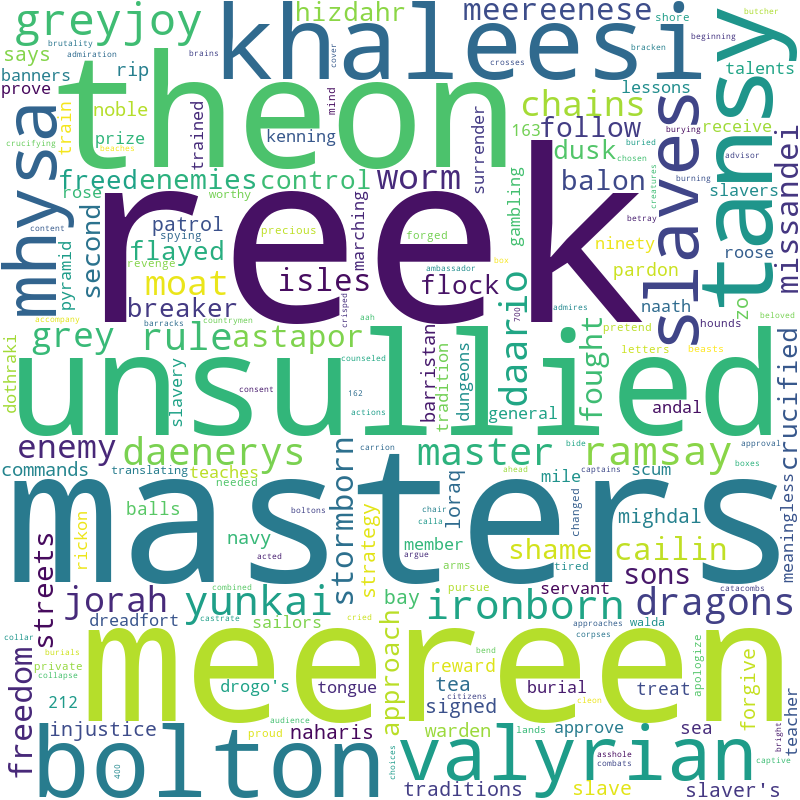 greyjoy
hizdahr
khaleesi
meereenese
shore
butcher
says
brutality
admiration
brains
cover
crosses
bracken
beginning
banners
rip
theon
lessons
talents
prove
noble
chains
receive
mhysa
train
prize
trained
kenning
mind
surrender
163
follow
slaves
tansy
missandei
crucifying
beaches
buried
burying
advisor
freed
enemies
control
worm
dusk
balon
chosen
burning
slavers
rose
worthy
creatures
second
patrol
precious
forged
gambling
betray
ninety
roose
content
pyramid
spying
marching
reek
flayed
revenge
box
ambassador
pardon
zo
moat
isles
flock
naath
hounds
accompany
breaker
crisped
700
admires
pretend
beloved
barracks
countrymen
aah
grey
rule
astapor
daario
fought
letters
beasts
dothraki
unsullied
slavery
counseled
barristan
tradition
dungeons
consent
162
actions
general
andal
crucified
enemy
daenerys
master
ramsay
meaningless
commands
translating
carrion
bide
approval
stormborn
needed
teaches
loraq
ahead
captains
boxes
mile
scum
masters
balls
chair
calla
changed
mighdal
rickon
navy
boltons
strategy
member
argue
shame
cailin
streets
acted
arms
tired
sons
catacombs
jorah
yunkai
bay
pursue
servant
ironborn
dragons
collar
combined
castrate
cried
dreadfort
sailors
approach
bend
approaches
corpses
walda
apologize
burials
collapse
private
meereen
reward
freedom
drogo's
tongue
tea
burial
treat
forgive
212
citizens
signed
cleon
injustice
audience
proud
naharis
warden
lands
approve
sea
teacher
bright
bolton
400
choices
valyrian
asshole
combats
captive
traditions
slave
slaver's